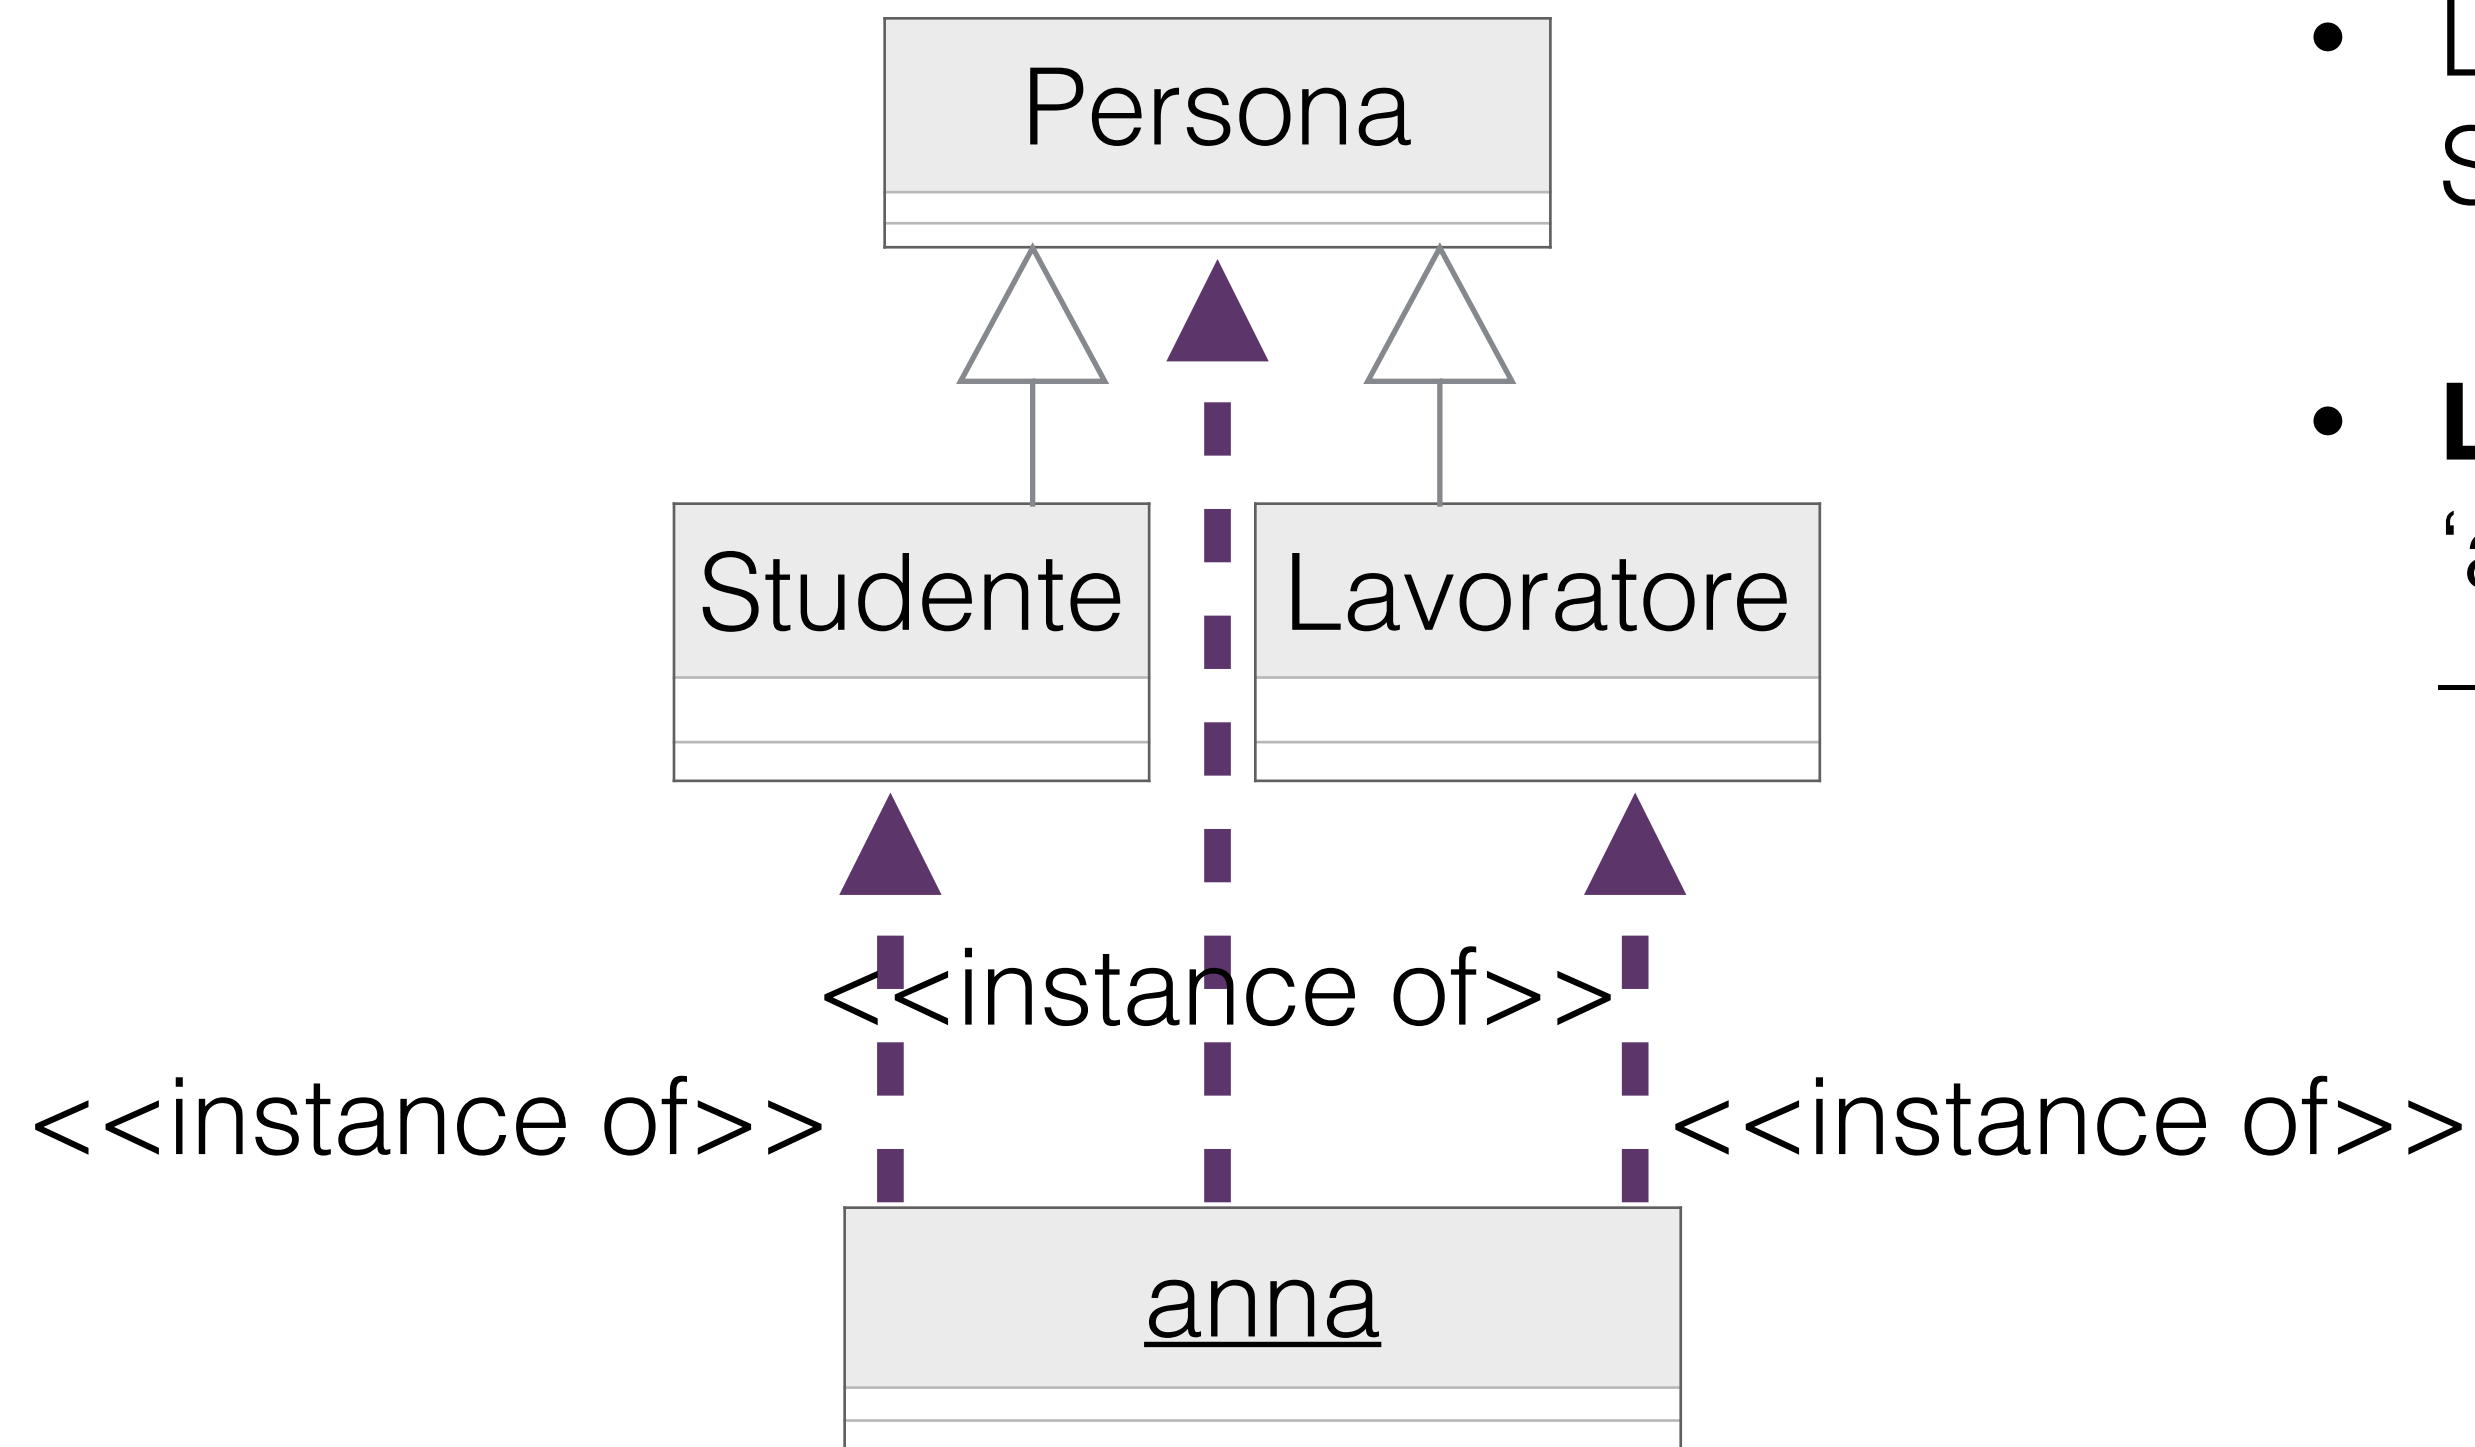 Persona
Studente
Lavoratore
<<instance of>>
<<instance of>>
<<instance of>>
anna